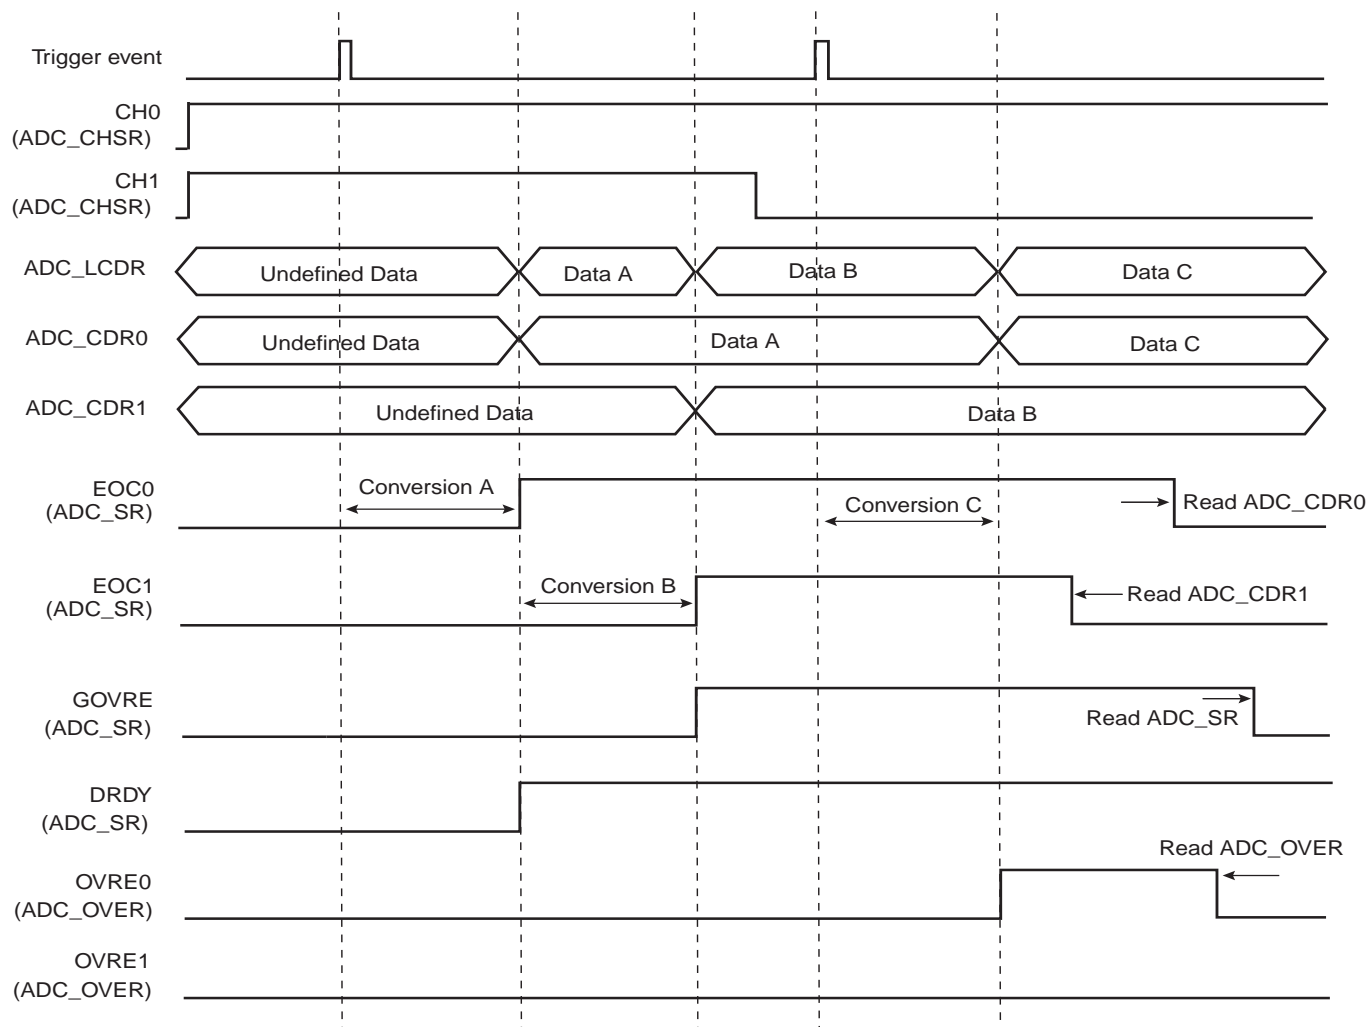 Trigger event
CH0
(ADC_CHSR)
CH1
(ADC_CHSR)
ADC_LCDR
Undefined Data
Data A
Data B
Data C
ADC_CDR0
Undefined Data
Data A
Data C
ADC_CDR1
Undefined Data
Data B
EOC0
(ADC_SR)
Conversion A
Conversion C
Read ADC_CDR0
EOC1
(ADC_SR)
Conversion B
Read ADC_CDR1
GOVRE
(ADC_SR)
Read ADC_SR
DRDY
(ADC_SR)
Read ADC_OVER
OVRE0
(ADC_OVER)
OVRE1
(ADC_OVER)